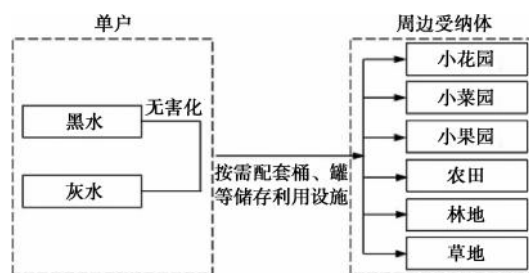 单户
周边受纳体
黑水
无害化
灰水
按需配套桶、罐
等储存利用设施
小花园
小菜园
小果园
农田
林地
草地